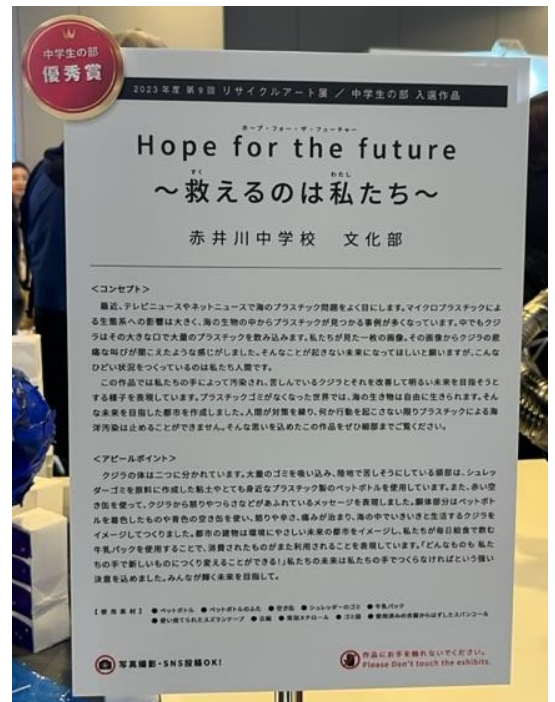 中学生の部
優秀賞
2023年度 第9回 リサイクルアート展 / 中学生の部 入選作品
ホープ・フォー・ザ・フューチャー
Hope for the future
すく わたし
～救えるのは私たち～
赤井川中学校 文化部
<コンセプト>
最近、テレビニュースやネットニュースで海のプラスチック問題をよく目にします。マイクロプラスチックによ
る生態系への影響は大きく、海の生物の中からプラスチックが見つかる事例が多くなっています。中でもクジ
ラはその大きな口で大量のプラスチックを飲み込みます。私たちが見た一枚の画像。その画像からクジラの悲
痛な叫びが聞こえたような感じがしました。そんなことが起きない未来になってほしいと願いますが、こんな
ひどい状況をつくっているのは私たち人間です。
この作品では私たちの手によって汚染され、苦しんでいるクジラとそれを改善して明るい未来を目指そうと
する様子を表現しています。プラスチックゴミがなくなった世界では、海の生き物は自由に生きられます。そん
な未来を目指した都市を作成しました。人間が対策を練り、何か行動を起こさない限りプラスチックによる海
洋汚染は止めることができません。そんな思いを込めたこの作品をぜひ細部までご覧ください。
<アピールポイント>
クジラの体は二つに分かれています。大量のゴミを吸い込み、陸地で苦しそうにしている頭部は、シュレッ
ダーゴミを原料に作成した粘土やとても身近なプラスチック製のペットボトルを使用しています。また、赤い空
き缶を使って、クジラから怒りやつらさなどがあふれているメッセージを表現しました。胴体部分はペットボト
ルを着色したものや青色の空き缶を使い、怒りや辛さ、痛みが治まり、海の中でいきいきと生活するクジラを
イメージしてつくりました。都市の建物は環境にやさしい未来の都市をイメージし、私たちが毎日給食で飲む
牛乳パックを使用することで、消費されたものがまた利用されることを表現しています。「どんなものも 私た
ちの手で新しいものにつくり変えることができる!」私たちの未来は私たちの手でつくらなければという強い
決意を込めました。みんなが輝く未来を目指して。
【使用素材】 ● ペットボトル ● ペットボトルのふた ● 空き缶 ● シュレッダーのゴミ ● 牛乳パック
● 使い捨てられたスズランテープ ● 古紙 ● 発泡スチロール ● ゴミ袋 ● 使用済みの衣装からはずしたスパンコール
写真撮影・SNS投稿OK!
作品にお手を触れないでください。
Please Don't touch the exhibits.